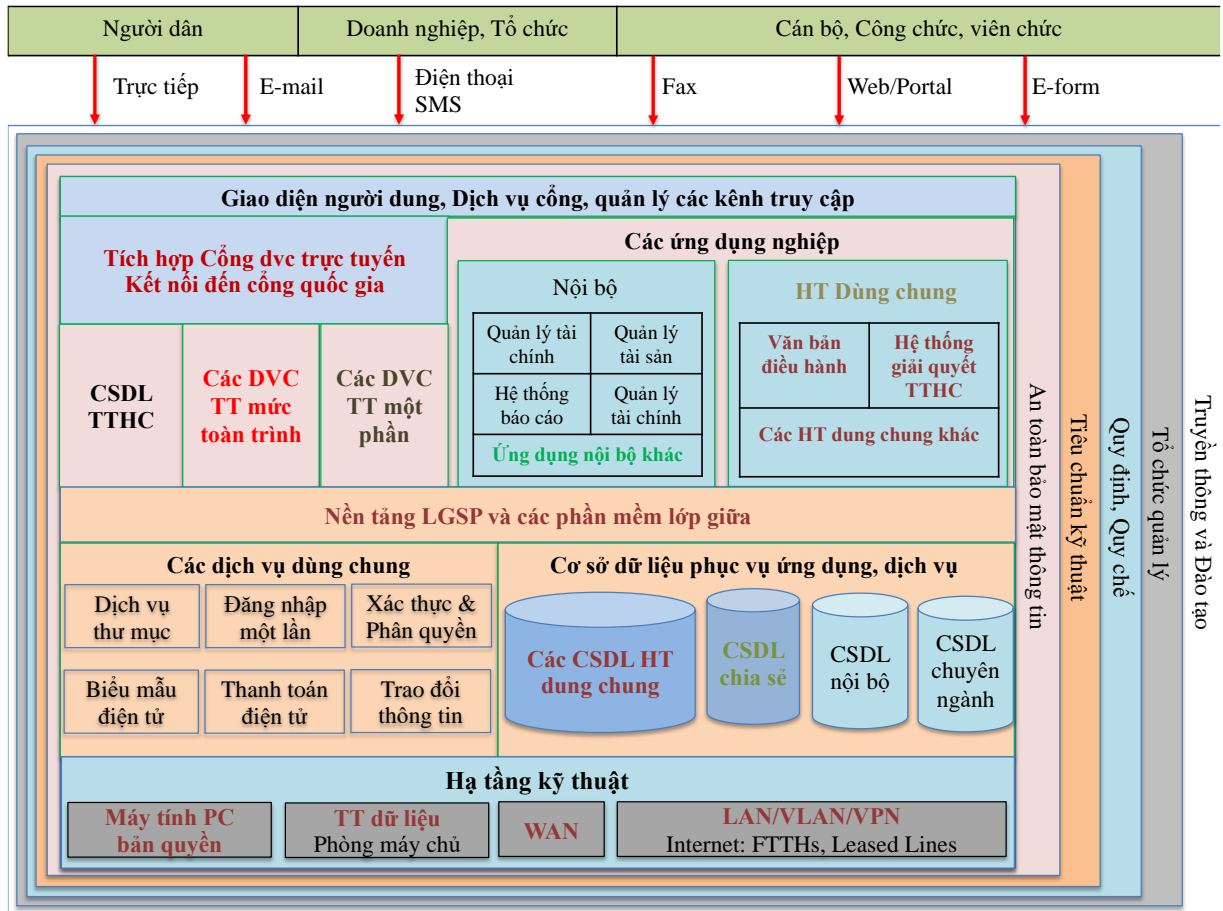 Người dân
Doanh nghiệp, Tổ chức
Cán bộ, Công chức, viên chức
Trực tiếp
E-mail
Điện thoại
SMS
Fax
Web/Portal
E-form
Giao diện người dung, Dịch vụ cổng, quản lý các kênh truy cập
Tích hợp Cổng dvc trực tuyến
Kết nối đến cổng quốc gia
Các ứng dụng nghiệp
CSDL
TTHC
Các DVC
TT mức
toàn trình
Các DVC
TT một
phần
Nội bộ
Quản lý tài
chính
Quản lý
tài sản
Hệ thống
báo cáo
Quản lý
tài chính
Ứng dụng nội bộ khác
HT Dùng chung
Văn bản
điều hành
Hệ thống
giải quyết
TTHC
Các HT dung chung khác
Nền tảng LGSP và các phần mềm lớp giữa
Các dịch vụ dùng chung
Dịch vụ
thư mục
Đăng nhập
một lần
Xác thực &
Phân quyền
Biểu mẫu
điện tử
Thanh toán
điện tử
Trao đổi
thông tin
Cơ sở dữ liệu phục vụ ứng dụng, dịch vụ
Các CSDL HT
dung chung
CSDL
chia sẻ
CSDL
nội bộ
CSDL
chuyên
ngành
Hạ tầng kỹ thuật
Máy tính PC
bản quyền
TT dữ liệu
Phòng máy chủ
WAN
LAN/VLAN/VPN
Internet: FTTHs, Leased Lines
An toàn bảo mật thông tin
Tiêu chuẩn kỹ thuật
Quy định, Quy chế
Tổ chức quản lý
Truyền thông và Đào tạo